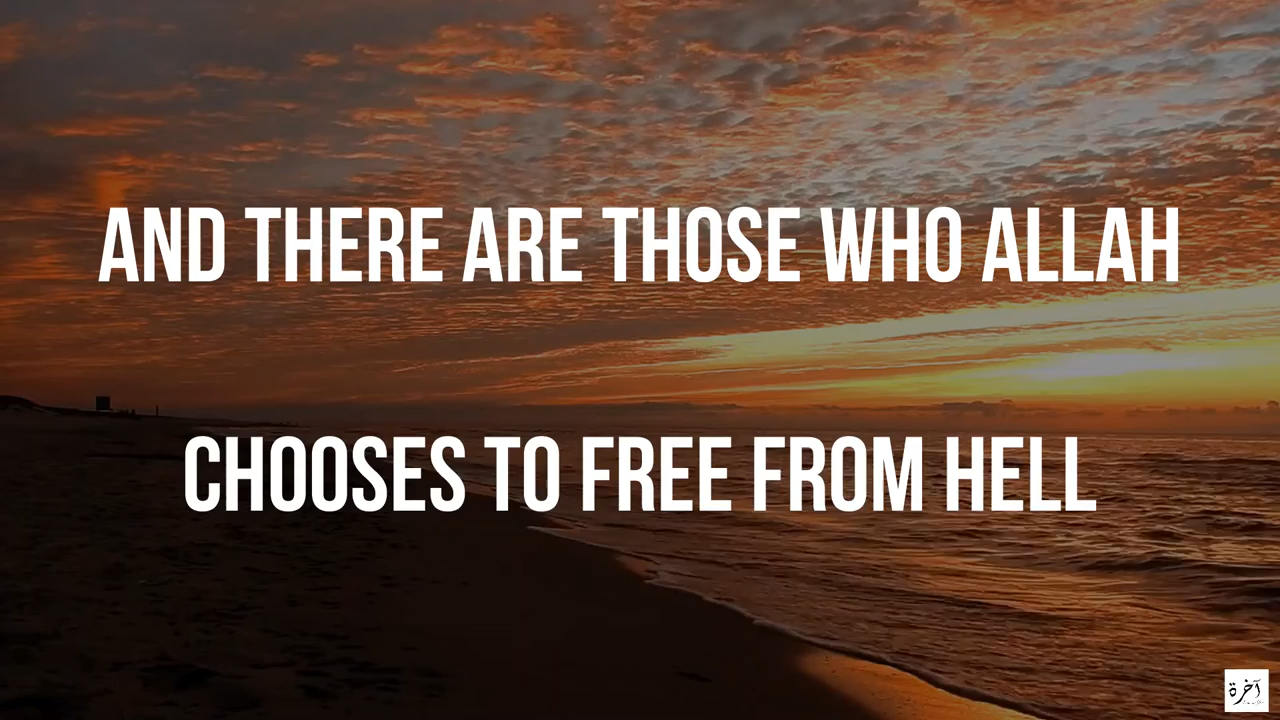 AND THERE ARE THOSE WHO ALLAH
CHOOSES TO FREE FROM HELL
آخرة